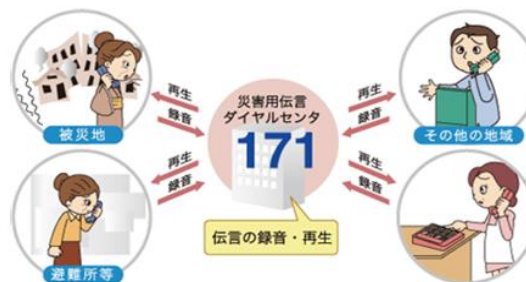 再生
録音
被災地
災害用伝言
ダイヤルセンタ
171
再生
録音
その他の地域
再生
録音
避難所等
伝言の録音・再生
再生
録音